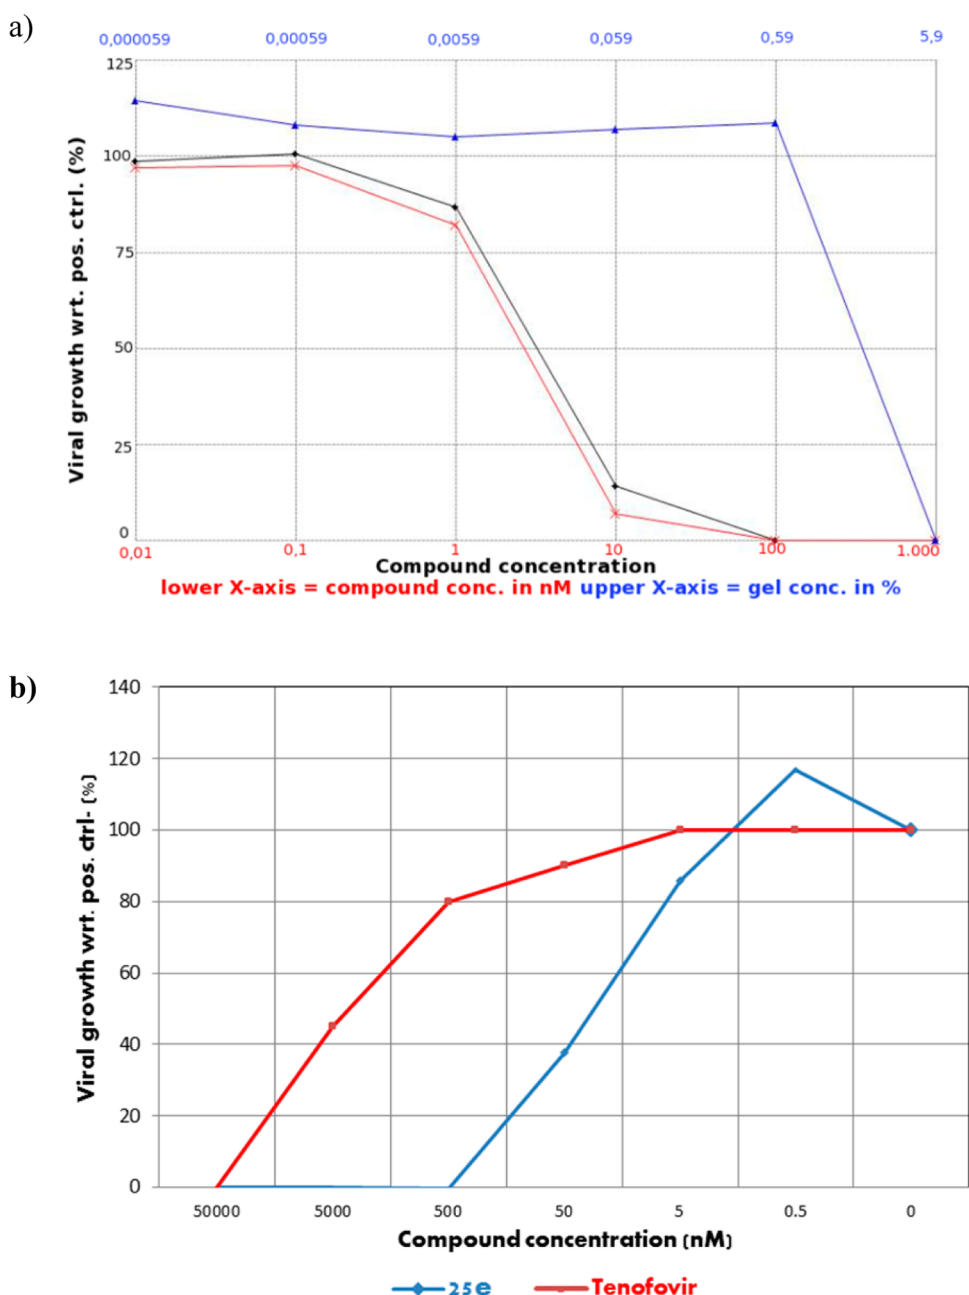 a)
0,000059 0,00059 0,0059 0,059 0,59 5,9
125
100
75
50
25
0
Viral growth wrt. pos. ctrl. (%)
0,01 0,1 1 10 100 1.000
Compound concentration
lower X-axis = compound conc. in nM upper X-axis = gel conc. in %
b)
140
120
100
80
60
40
20
0
Viral growth wrt. pos. ctrl- (%)
50000 5000 500 50 5 0.5 0
Compound concentration (nM)
25e Tenofovir